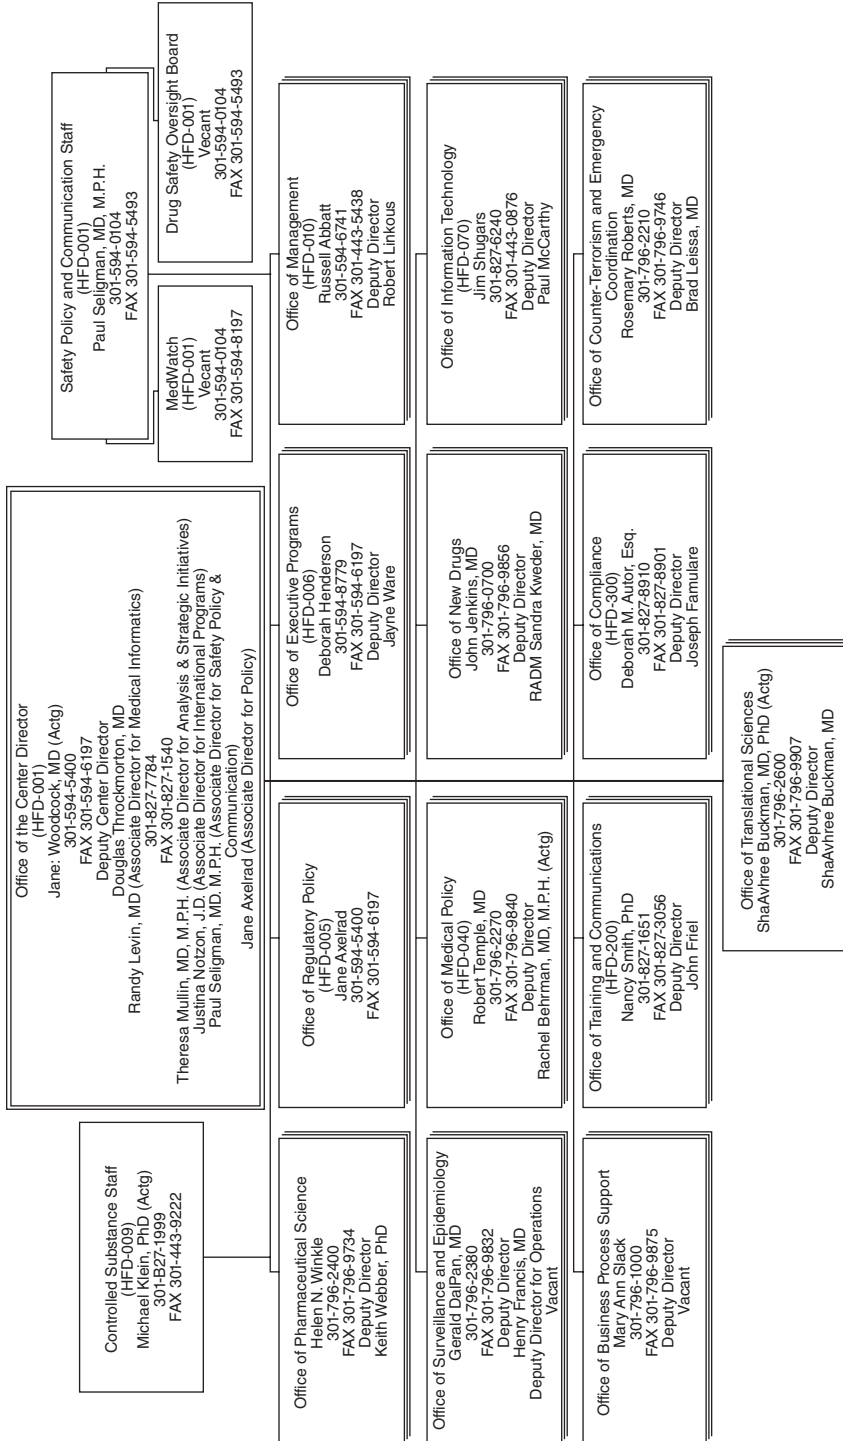 Controlled Substance Staff
(HFD-009)
Michael Klein, PhD (Actg)
301-B27-1999
FAX 301-443-9222
Office of the Center Director
(HFD-001)
Jane: Woodcock, MD (Actg)
301-594-5400
FAX 301-594-6197
Deputy Center Director
Douglas Throckmorton, MD
Randy Levin, MD (Associate Director for Medical Informatics)
301-827-7784
FAX 301-827-1540
Theresa Mullin, MD, M.P.H. (Associate Director for Analysis & Strategic Initiatives)
Justina Notzon, J.D. (Associate Director for International Programs)
Paul Seligman, MD, M.P.H. (Associate Director for Safety Policy &
Communication)
Jane Axelrad (Associate Director for Policy)
Safety Policy and Communication Staff
(HFD-001)
Paul Seligman, MD, M.P.H.
301-594-0104
FAX 301-594-5493
MedWatch
(HFD-001)
Vecant
301-594-0104
FAX 301-594-8197
Drug Safety Oversight Board
(HFD-001)
Vecant
301-594-0104
FAX 301-594-5493
Office of Pharmaceutical Science
Helen N. Winkle
301-796-2400
FAX 301-796-9734
Deputy Director
Keith Webber, PhD
Office of Regulatory Policy
(HFD-005)
Jane Axelrad
301-594-5400
FAX 301-594-6197
Office of Executive Programs
(HFD-006)
Deborah Henderson
301-594-8779
FAX 301-594-6197
Deputy Director
Jayne Ware
Office of Management
(HFD-010)
Russell Abbatt
301-594-6741
FAX 301-443-5438
Deputy Director
Robert Linkous
Office of Surveillance and Epidemiology
Gerald DalPan, MD
301-796-2380
FAX 301-796-9832
Deputy Director
Henry Francis, MD
Deputy Director for Operations
Vacant
Office of Medical Policy
(HFD-040)
Robert Temple, MD
301-796-2270
FAX 301-796-9840
Deputy Director
Rachel Behrman, MD, M.P.H. (Actg)
Office of New Drugs
John Jenkins, MD
301-796-0700
FAX 301-796-9856
Deputy Director
RADM Sandra Kweder, MD
Office of Information Technology
(HFD-070)
Jim Shugars
301-827-6240
FAX 301-443-0876
Deputy Director
Paul McCarthy
Office of Business Process Support
Mary Ann Slack
301-796-1000
FAX 301-796-9875
Deputy Director
Vacant
Office of Training and Communications
(HFD-200)
Nancy Smith, PhD
301-827-1651
FAX 301-827-3056
Deputy Director
John Friel
Office of Compliance
(HFD-300)
Deborah M. Autor, Esq.
301-827-8910
FAX 301-827-8901
Deputy Director
Joseph Famulare
Office of Counter-Terrorism and Emergency
Coordination
Rosemary Roberts, MD
301-796-2210
FAX 301-796-9746
Deputy Director
Brad Leissa, MD
Office of Translational Sciences
ShaAvhree Buckman, MD, PhD (Actg)
301-796-2600
FAX 301-796-9907
Deputy Director
ShaAvhree Buckman, MD